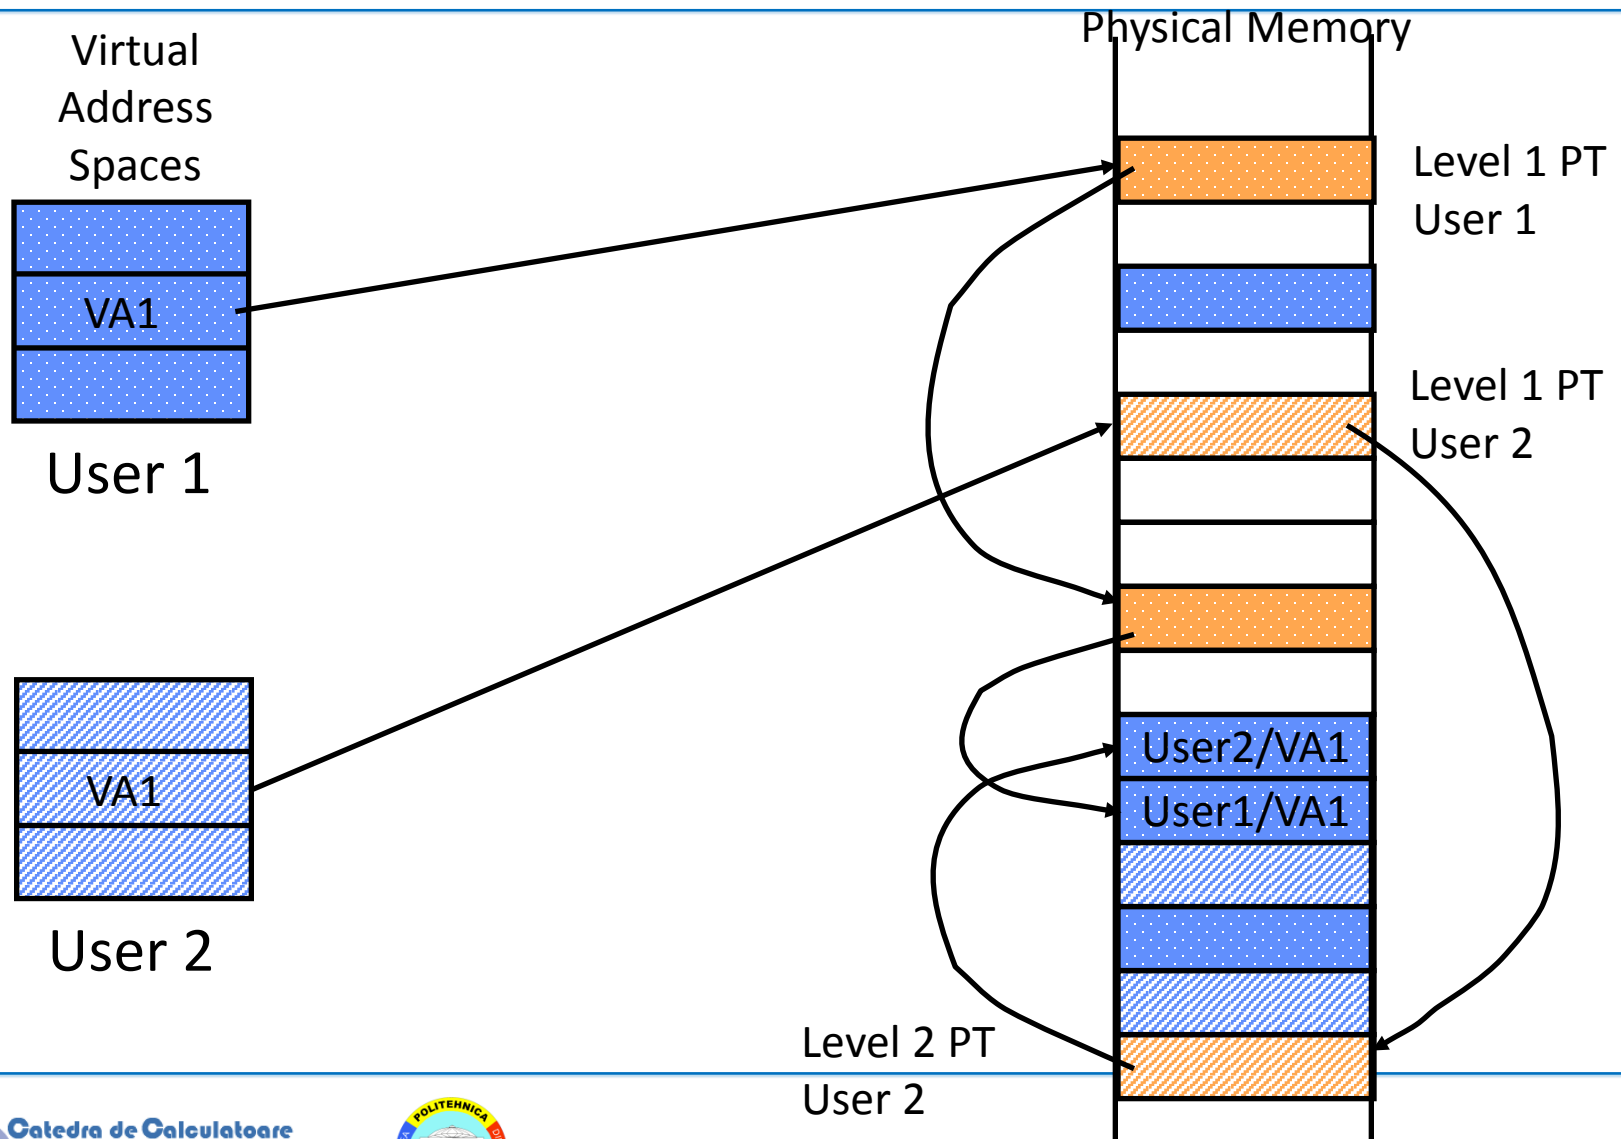 Physical Memory
Virtual
Address
Spaces
VA1
User 1
Level 1 PT
User 1
Level 1 PT
User 2
VA1
User 2
User2/VA1
User1/VA1
Level 2 PT
User 2
Catedra de Calculatoare
POLITEHNICA